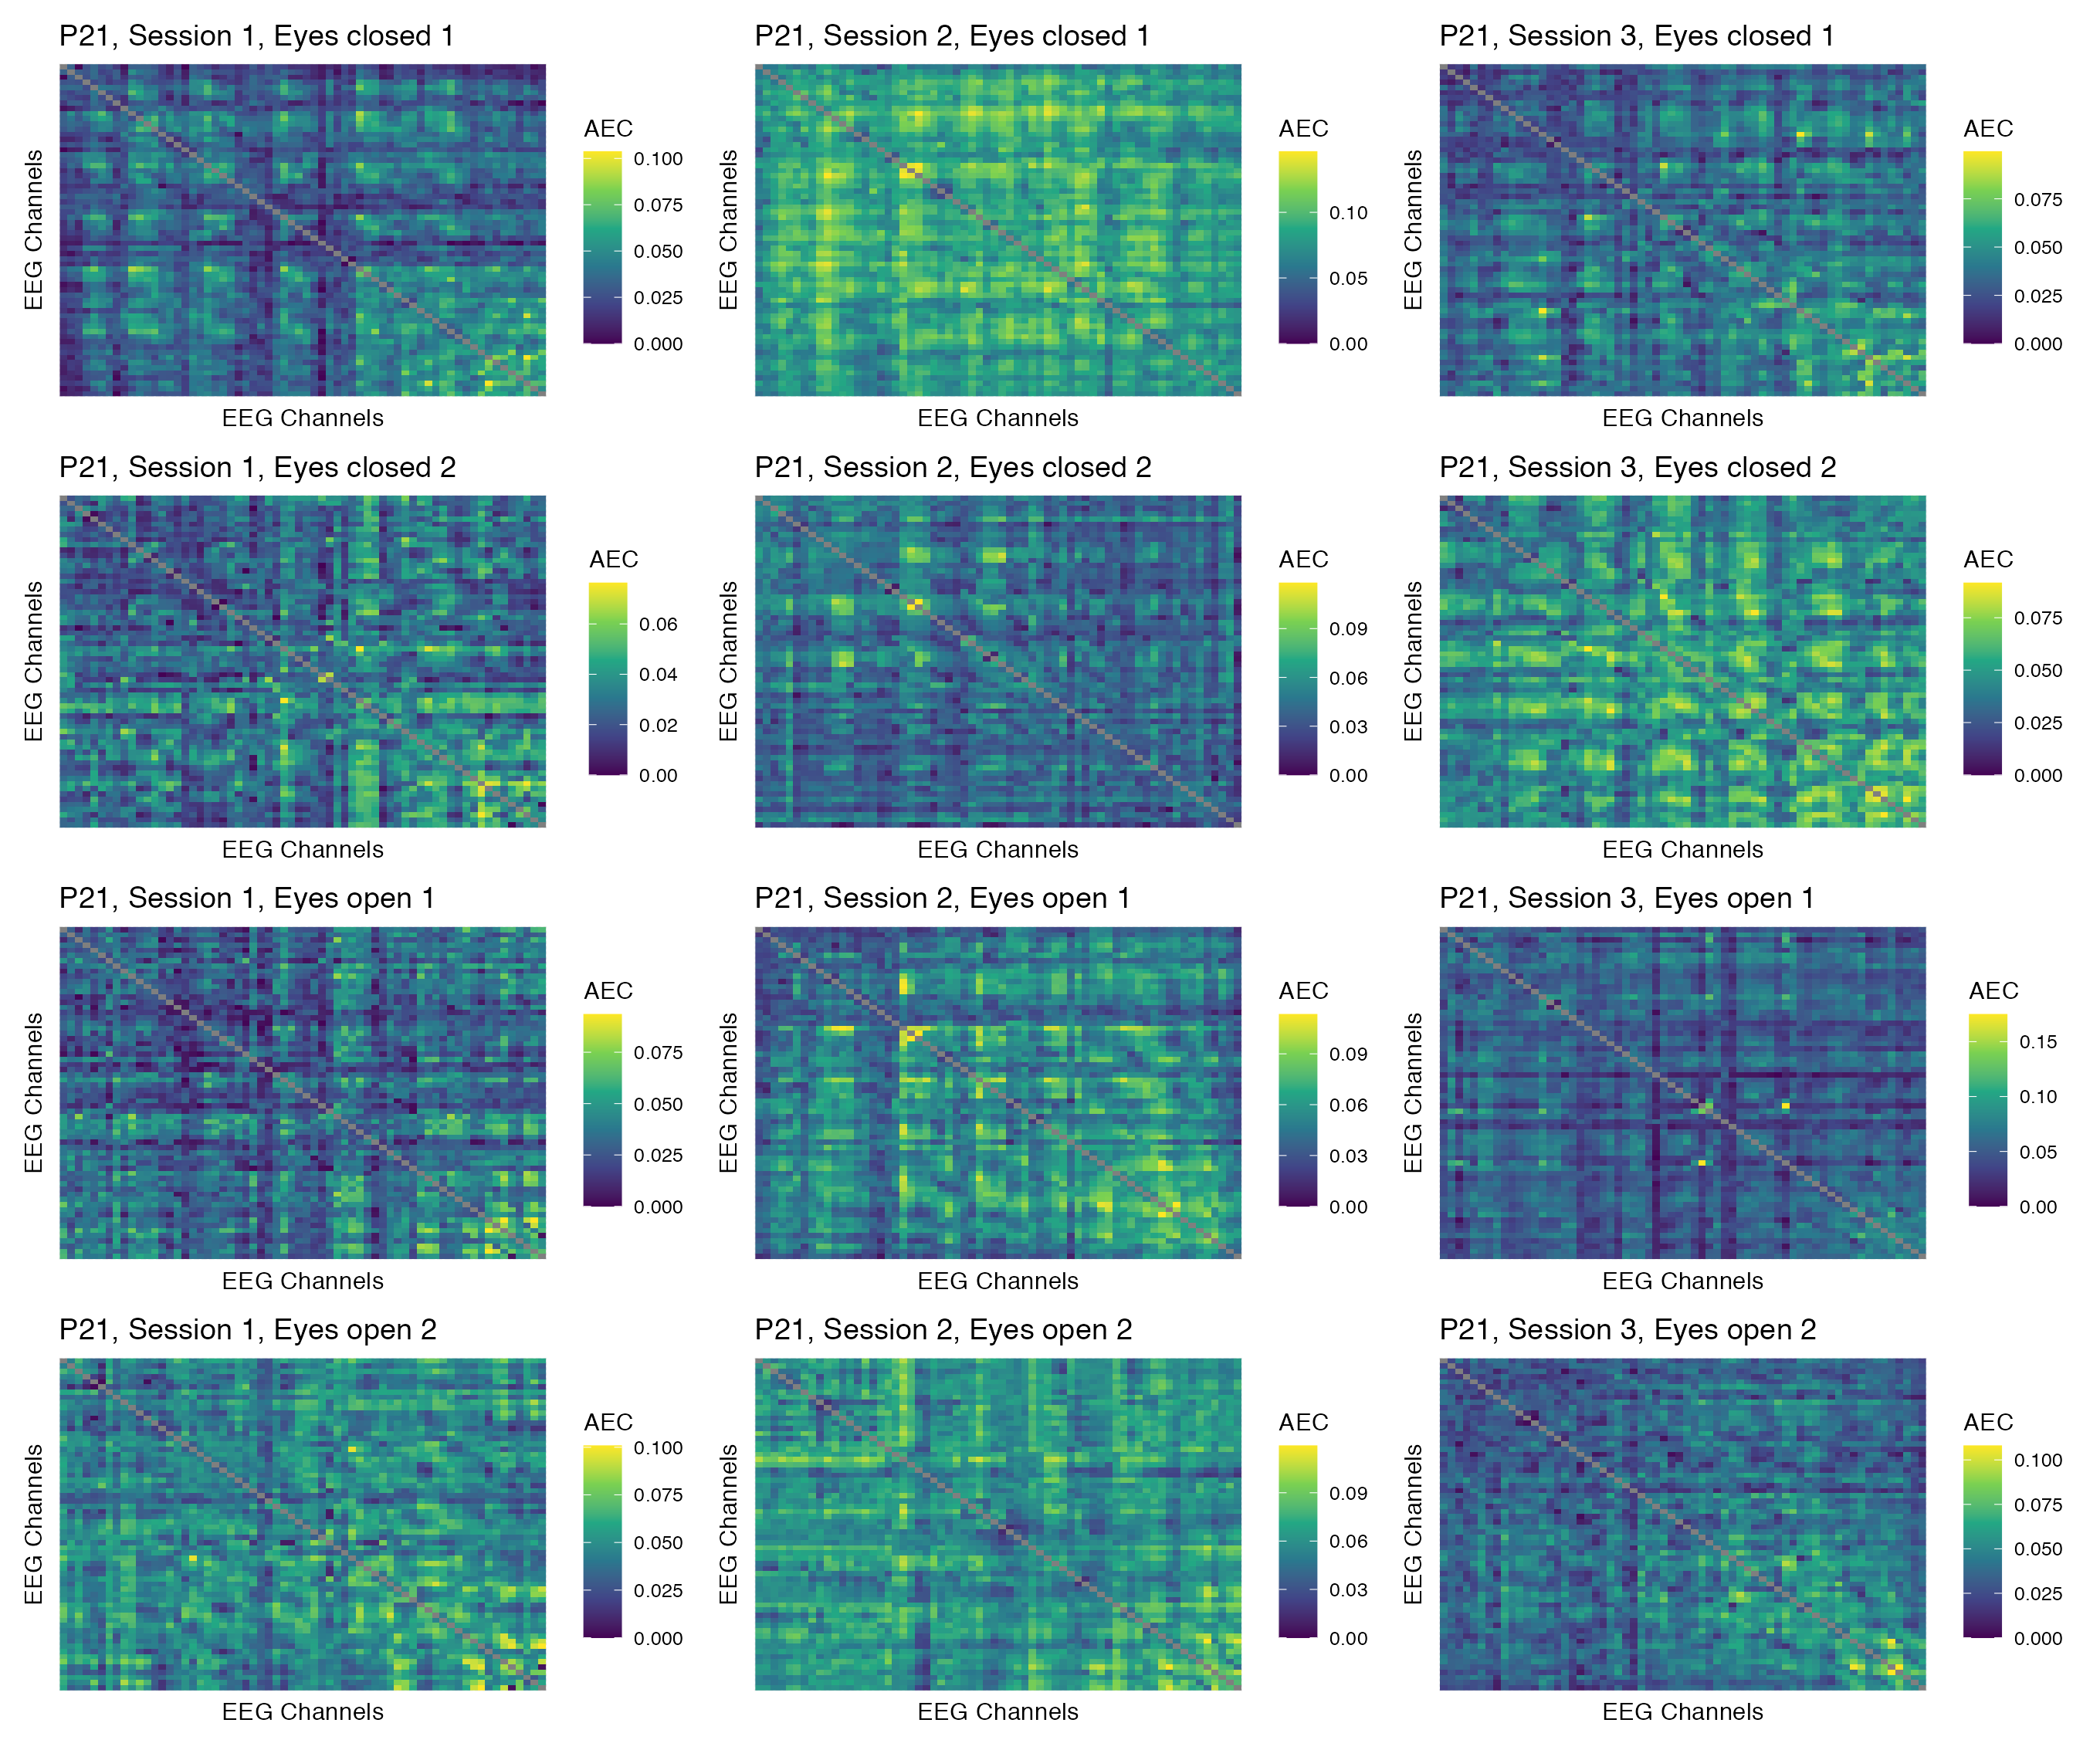 P21, Session 1, Eyes closed 1
EEG Channels
EEG Channels
AEC
0.100
0.075
0.050
0.025
0.000
P21, Session 2, Eyes closed 1
EEG Channels
EEG Channels
AEC
0.10
0.05
0.00
P21, Session 3, Eyes closed 1
EEG Channels
EEG Channels
AEC
0.075
0.050
0.025
0.000
P21, Session 1, Eyes closed 2
EEG Channels
EEG Channels
AEC
0.06
0.04
0.02
0.00
P21, Session 2, Eyes closed 2
EEG Channels
EEG Channels
AEC
0.09
0.06
0.03
0.00
P21, Session 3, Eyes closed 2
EEG Channels
EEG Channels
AEC
0.075
0.050
0.025
0.000
P21, Session 1, Eyes open 1
EEG Channels
EEG Channels
AEC
0.075
0.050
0.025
0.000
P21, Session 2, Eyes open 1
EEG Channels
EEG Channels
AEC
0.09
0.06
0.03
0.00
P21, Session 3, Eyes open 1
EEG Channels
EEG Channels
AEC
0.15
0.10
0.05
0.00
P21, Session 1, Eyes open 2
EEG Channels
EEG Channels
AEC
0.100
0.075
0.050
0.025
0.000
P21, Session 2, Eyes open 2
EEG Channels
EEG Channels
AEC
0.09
0.06
0.03
0.00
P21, Session 3, Eyes open 2
EEG Channels
EEG Channels
AEC
0.100
0.075
0.050
0.025
0.000